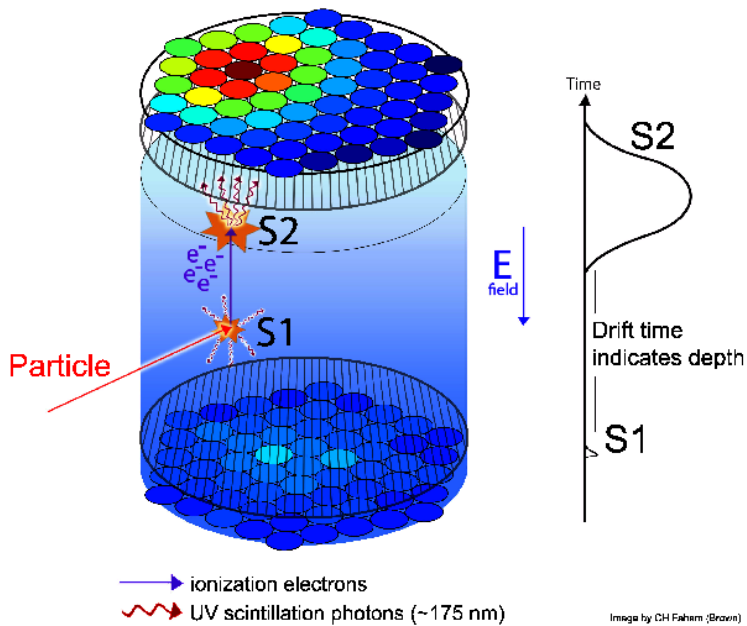 Time
S2
S2
e-
e- e-
e-
E
field
S1
Drift time
indicates depth
Particle
S1
ionization electrons
UV scintillation photons (~175 nm)
Image by CH Faham (Brown)